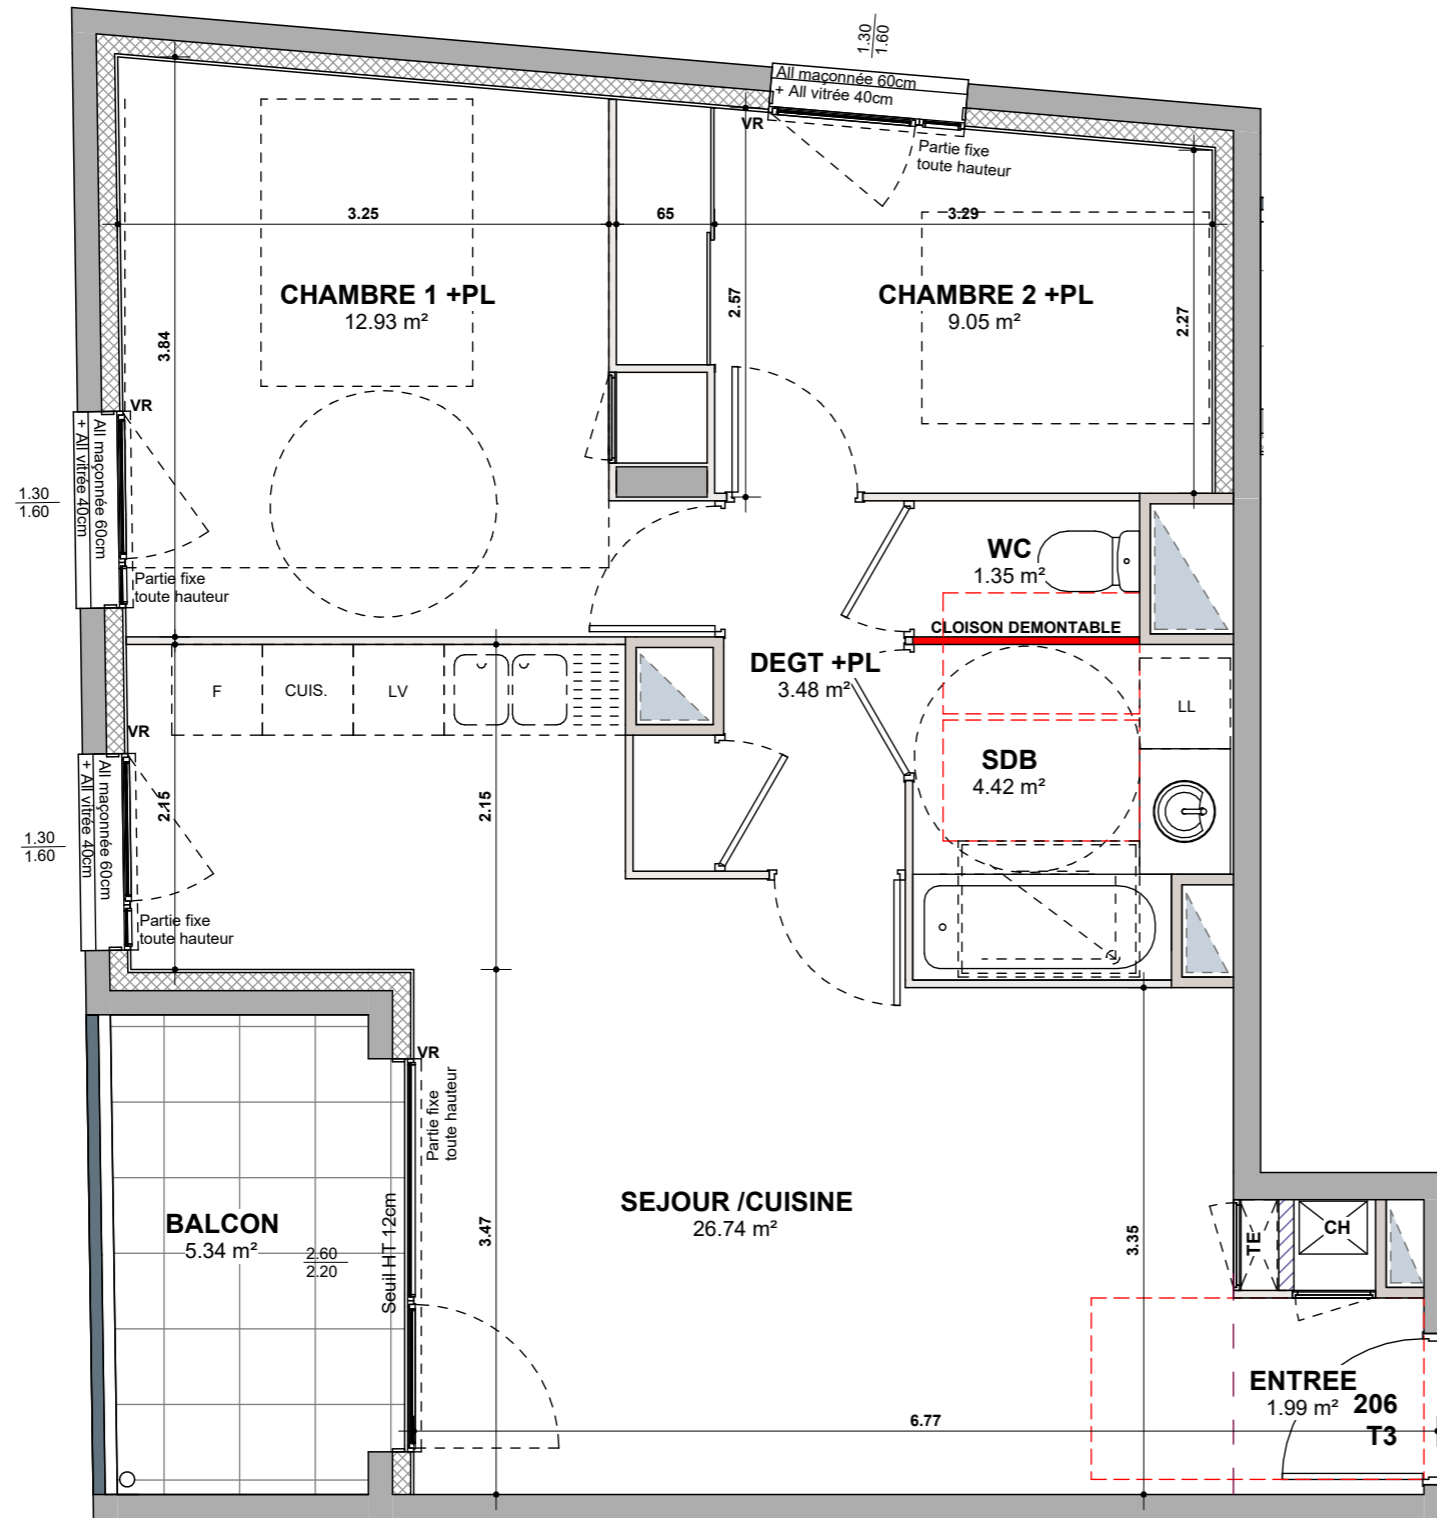 1.30
1.60
All maçonnée 60cm
+ All vitrée 40cm
VR
Partie fixe
toute hauteur
3.25
65
3.29
CHAMBRE 1 +PL
12.93 m²
CHAMBRE 2 +PL
9.05 m²
3.84
2.57
2.27
VR
1.30
1.60
All maçonnée 60cm
+ All vitrée 40cm
Partie fixe
toute hauteur
WC
1.35 m²
CLOISON DEMONTABLE
DEGT +PL
3.48 m²
F
CUIS.
LV
LL
VR
SDB
4.42 m²
1.30
1.60
All maçonnée 60cm
+ All vitrée 40cm
2.15
2.15
Partie fixe
toute hauteur
VR
Partie fixe
toute hauteur
BALCON
5.34 m²
2.60
2.20
Seuil HT 12cm
3.47
SEJOUR /CUISINE
26.74 m²
3.35
TE
CH
ENTREE
1.99 m²
206
T3
6.77